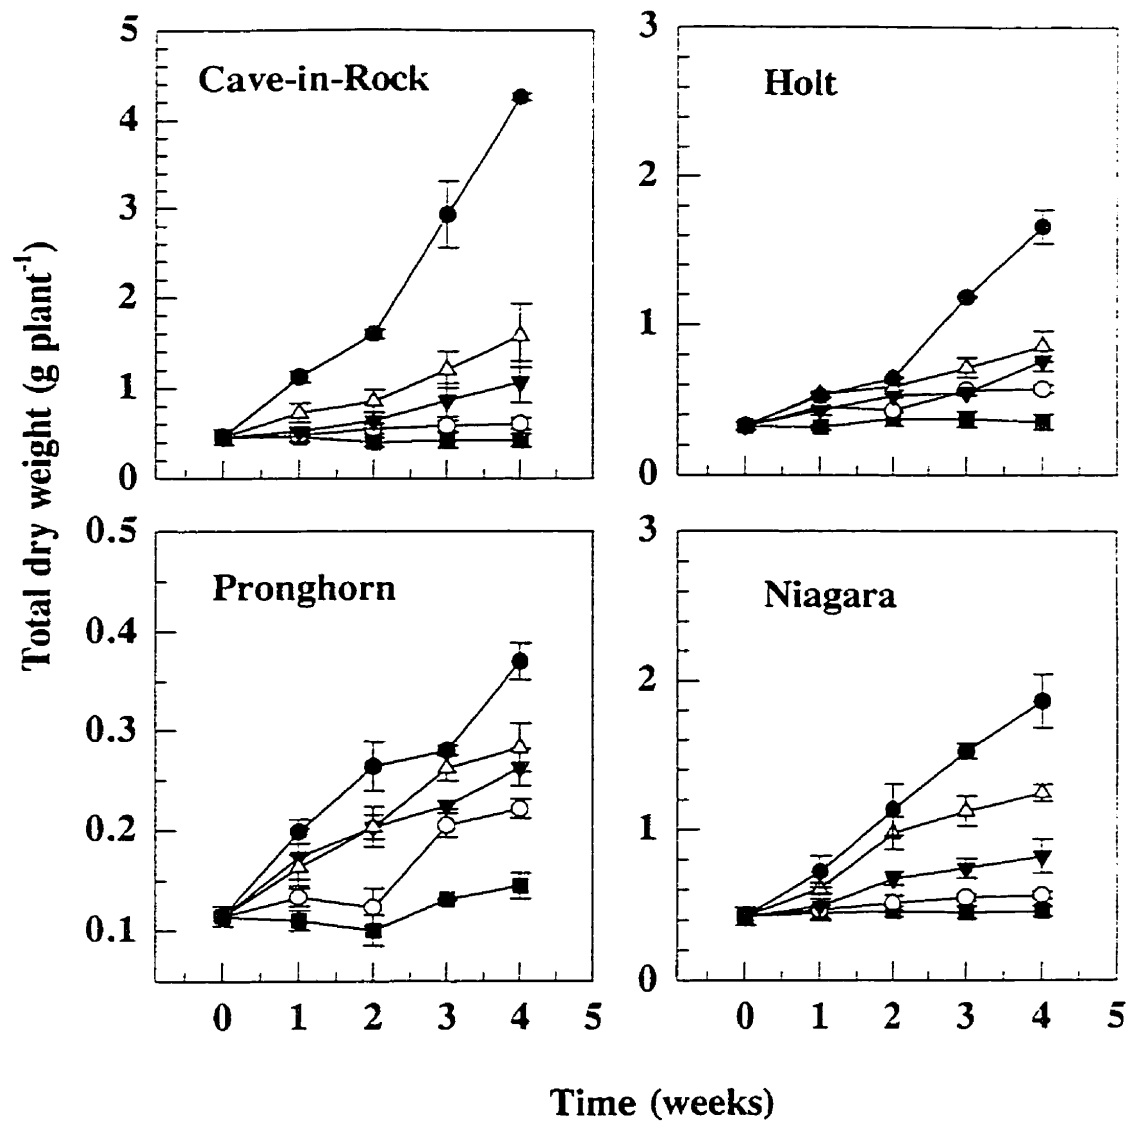 Total dry weight (g plant⁻¹)
5
4
3
2
1
0
Cave-in-Rock
3
2
1
0
Holt
0.5
0.4
0.3
0.2
0.1
Pronghorn
0 1 2 3 4 5
3
2
1
0
Niagara
0 1 2 3 4 5
Time (weeks)